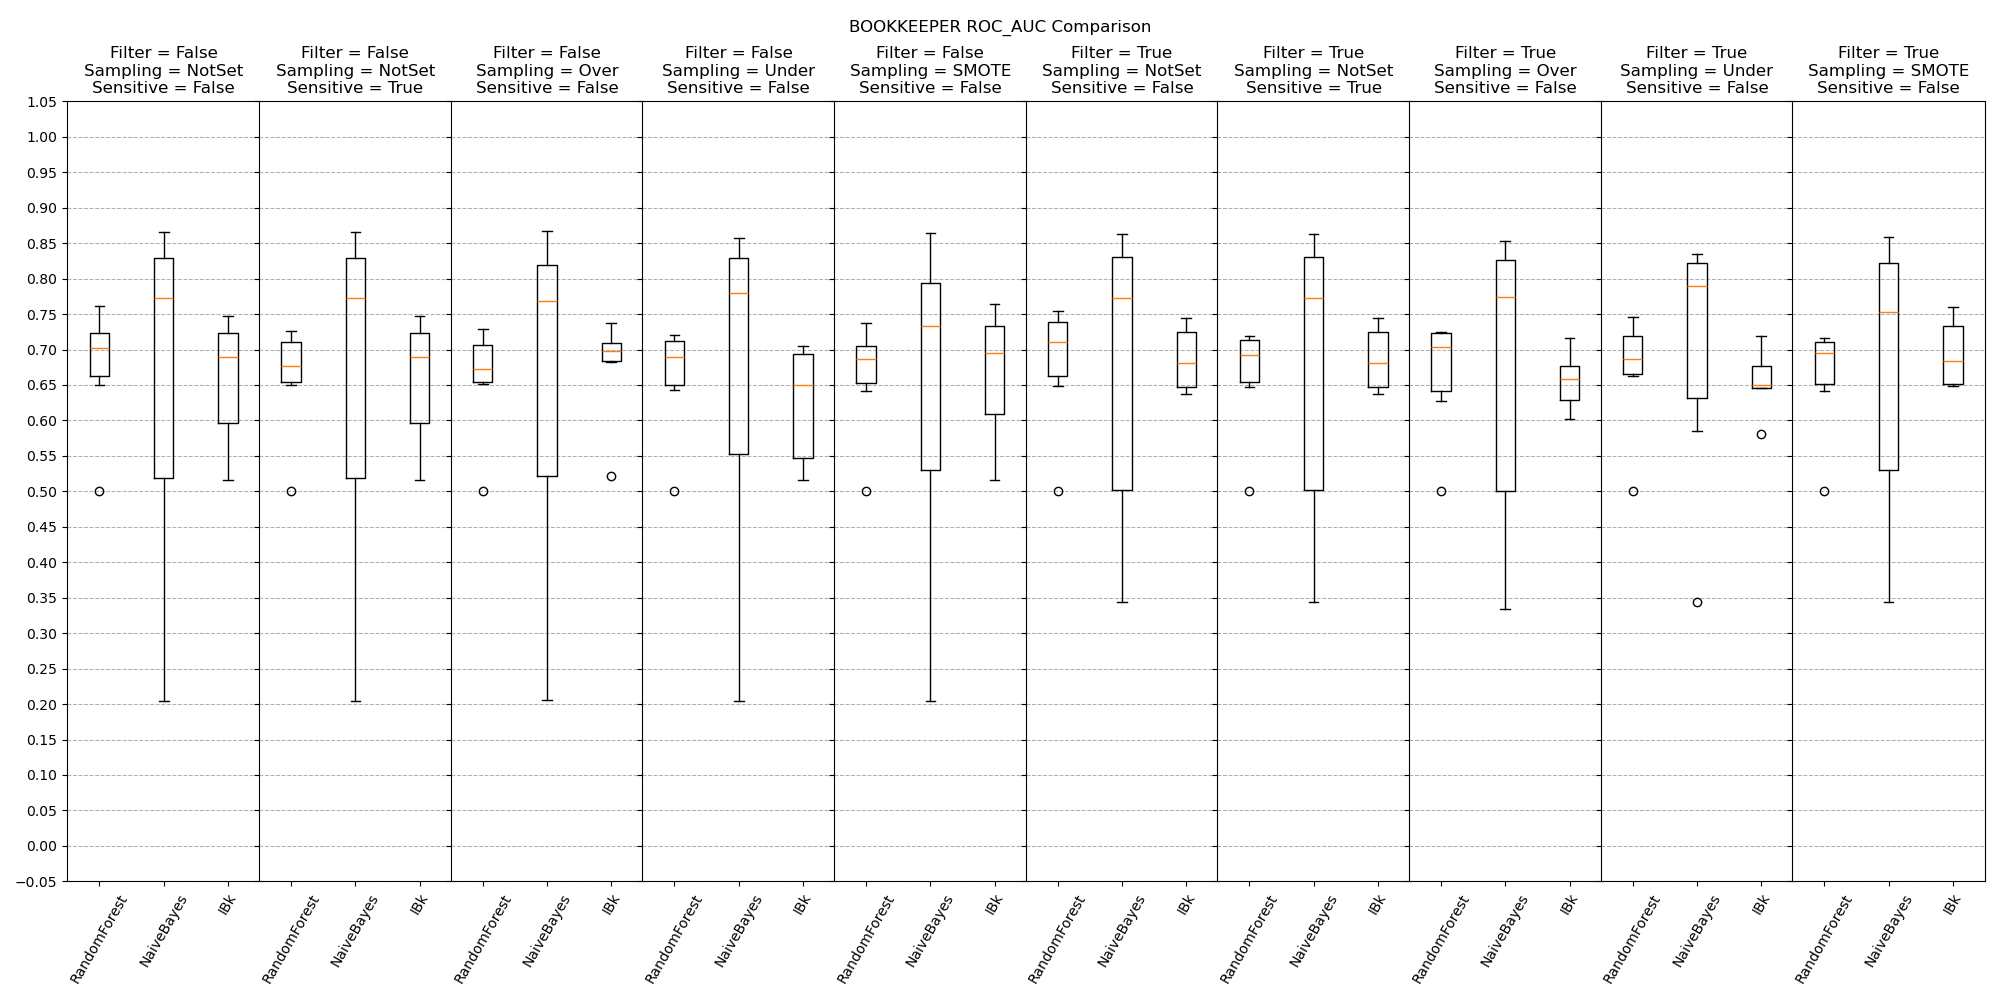 BOOKKEEPER ROC_AUC Comparison
Filter = False
Sampling = NotSet
Sensitive = False
Filter = False
Sampling = NotSet
Sensitive = True
Filter = False
Sampling = Over
Sensitive = False
Filter = False
Sampling = Under
Sensitive = False
Filter = False
Sampling = SMOTE
Sensitive = False
Filter = True
Sampling = NotSet
Sensitive = False
Filter = True
Sampling = NotSet
Sensitive = True
Filter = True
Sampling = Over
Sensitive = False
Filter = True
Sampling = Under
Sensitive = False
Filter = True
Sampling = SMOTE
Sensitive = False
1.05
1.00
0.95
0.90
0.85
0.80
0.75
0.70
0.65
0.60
0.55
0.50
0.45
0.40
0.35
0.30
0.25
0.20
0.15
0.10
0.05
0.00
−0.05
RandomForest
NaiveBayes
IBk
RandomForest
NaiveBayes
IBk
RandomForest
NaiveBayes
IBk
RandomForest
NaiveBayes
IBk
RandomForest
NaiveBayes
IBk
RandomForest
NaiveBayes
IBk
RandomForest
NaiveBayes
IBk
RandomForest
NaiveBayes
IBk
RandomForest
NaiveBayes
IBk
RandomForest
NaiveBayes
IBk